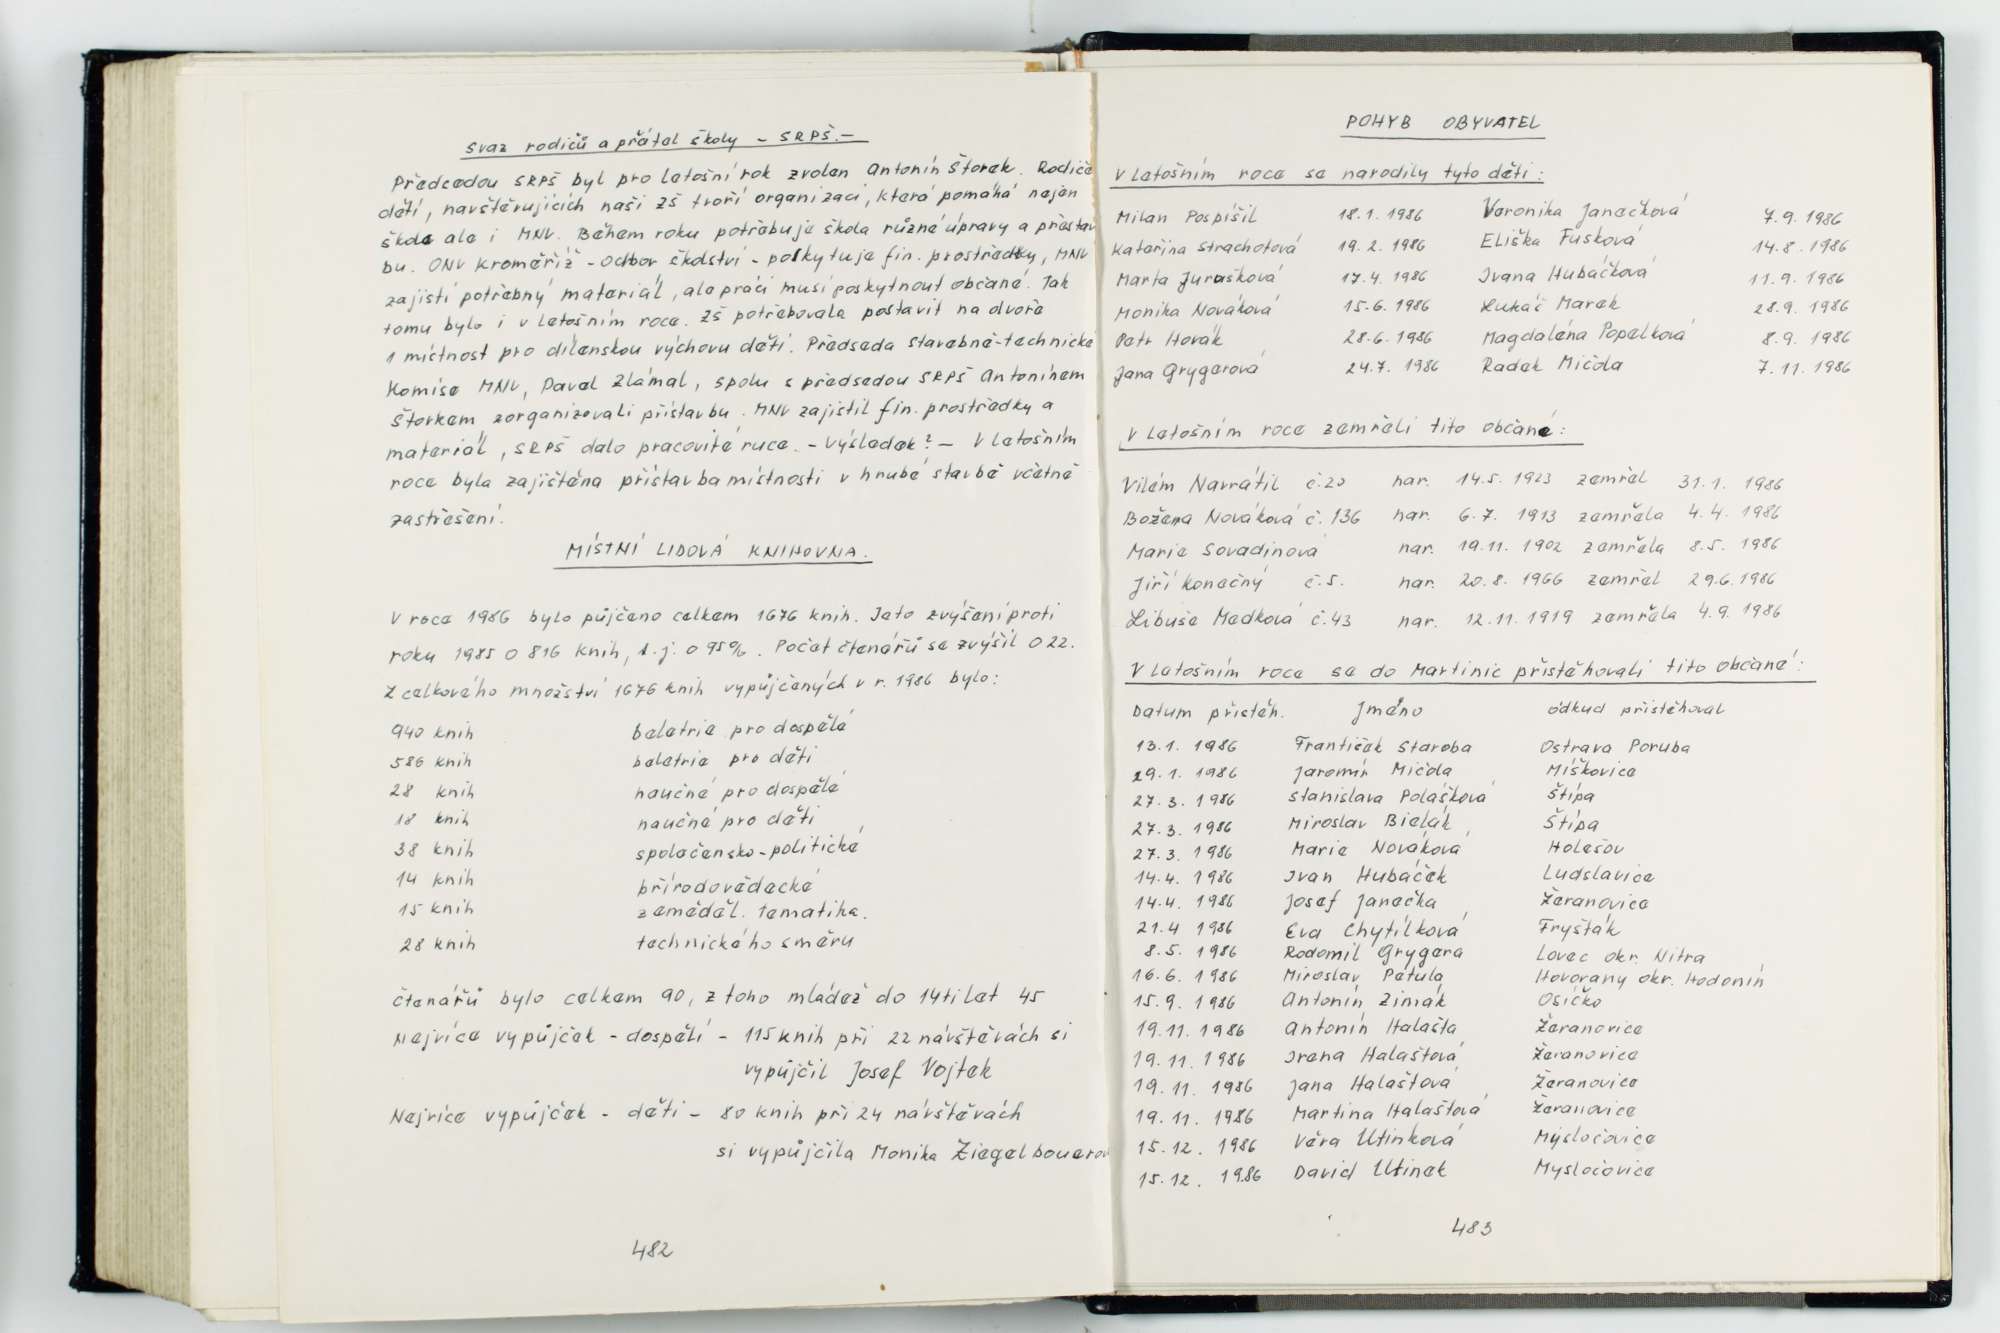 Svaz rodičů a přátel školy – SRPŠ. –
Předsedou SRPŠ byl pro letošní rok zvolen Antonín Štorek. Rodiče
dětí, navštěvujících naši ZŠ tvoří organizaci, která pomáhá nejen
škole ale i MNV. Během roku potřebuje škola různé úpravy a přístav
bu. ONV Kroměříž – odbor školství – poskytuje fin. prostředky, MNV
zajistí potřebný materiál, ale práci musí poskytnout občané. Tak
tomu bylo i v letošním roce. ZŠ potřebovala postavit na dvoře
1 místnost pro dílenskou výchovu dětí. Předseda stavebně-technické
komise MNV, Pavel Zlámal, spolu s předsedou SRPŠ Antonínem
Štorkem zorganizovali přístavbu. MNV zajistil fin. prostředky a
materiál, SRPŠ dalo pracovité ruce. – Výsledek? – V letošním
roce byla zajištěna přístavba místnosti v hrubé stavbě včetně
zastřešení.
MÍSTNÍ LIDOVÁ KNIHOVNA.
V roce 1986 bylo půjčeno celkem 1676 knih. Jeto zvýšení proti
roku 1985 o 816 knih, t.j. o 95%. Počet čtenářů se zvýšil o 22.
Z celkového množství 1676 knih vypůjčených v r. 1986 bylo:
940 knih beletrie pro dospělé
586 knih beletrie pro děti
28 knih naučné pro dospělé
18 knih naučné pro děti
38 knih společensko-politické
14 knih přírodovědecké
15 knih zeměděl. tematika.
28 knih technického směru
Čtenářů bylo celkem 90, z toho mládež do 14ti let 45
Nejvíce vypůjček – dospělí – 115 knih při 22 návštěvách si
vypůjčil Josef Vojtek
Nejvíce vypůjček – děti – 80 knih při 24 návštěvách
si vypůjčila Monika Ziegelbouerov
482
POHYB OBYVATEL
V letošním roce se narodily tyto děti:
Milan Pospíšil 18.1. 1986 Veronika Janečková 7.9. 1986
Kateřina Strachotová 19.2. 1986 Eliška Fusková 14.8. 1986
Marta Jurašková 17.4. 1986 Ivana Hubáčková 11.9. 1986
Monika Nováková 15.6. 1986 Lukáš Marek 28.9. 1986
Petr Horák 28.6. 1986 Magdaléna Popelková 8.9. 1986
Jana Grygerová 24.7. 1986 Radek Mičola 7.11. 1986
V letošním roce zemřeli tito občané:
Vilém Navrátil č.20 nar. 14.5. 1923 zemřel 31.1. 1986
Božena Nováková č.136 nar. 6.7. 1913 zemřela 4.4. 1986
Marie Sovadinová nar. 19.11. 1902 zemřela 8.5. 1986
Jiří Konečný č.5. nar. 20.8. 1966 zemřel 29.6. 1986
Libuše Medková č.43 nar. 12.11. 1919 zemřela 4.9. 1986
V letošním roce se do Martinic přistěhovali tito občané:
Datum přistěh. Jméno odkud přistěhoval
13.1. 1986 František Staroba Ostrava Poruba
29.1. 1986 Jaromír Mičola Míškovice
27.3. 1986 Stanislava Polášková Štípa
27.3. 1986 Miroslav Bielák Štípa
27.3. 1986 Marie Nováková Holešov
14.4. 1986 Ivan Hubáček Ludslavice
14.4. 1986 Josef Janečka Žeranovice
21.4 1986 Eva Chytilková Fryšták
8.5. 1986 Rodomil Grygera Lovec okr. Nitra
16.6. 1986 Miroslav Petula Hovorany okr. Hodonín
15.9. 1986 Antonín Zimák Osíčko
19.11. 1986 Antonín Halašta Žeranovice
19.11. 1986 Irena Halaštová Žeranovice
19.11. 1986 Jana Halaštová Žeranovice
19.11. 1986 Martina Halaštová Žeranovice
15.12. 1986 Věra Utinková Mysločovice
15.12. 1986 David Utinek Mysločovice
483